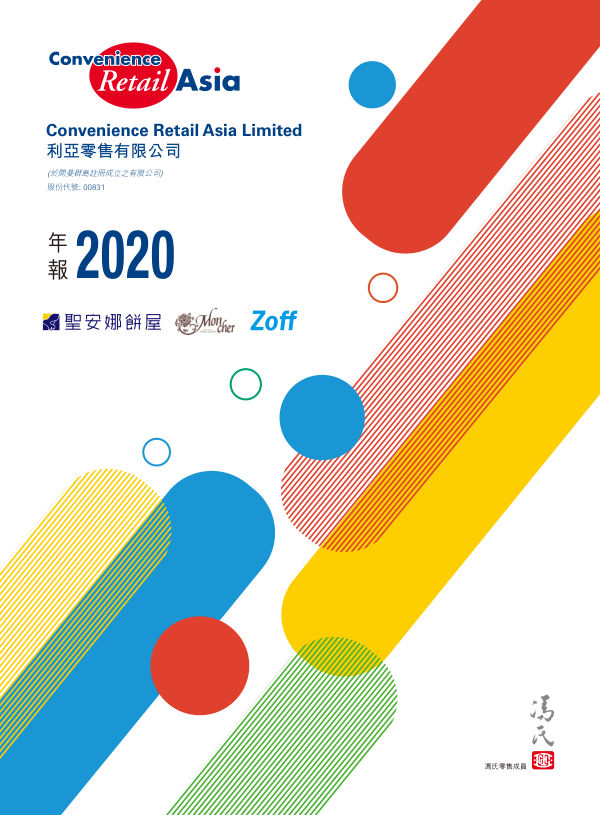 Convenience
Retail Asia
Convenience Retail Asia Limited
利亞零售有限公司
(於開曼群島註冊成立之有限公司)
股份代號: 00831
年報 2020
聖安娜餅屋
Mon cher
Zoff
馮氏
馮氏零售成員